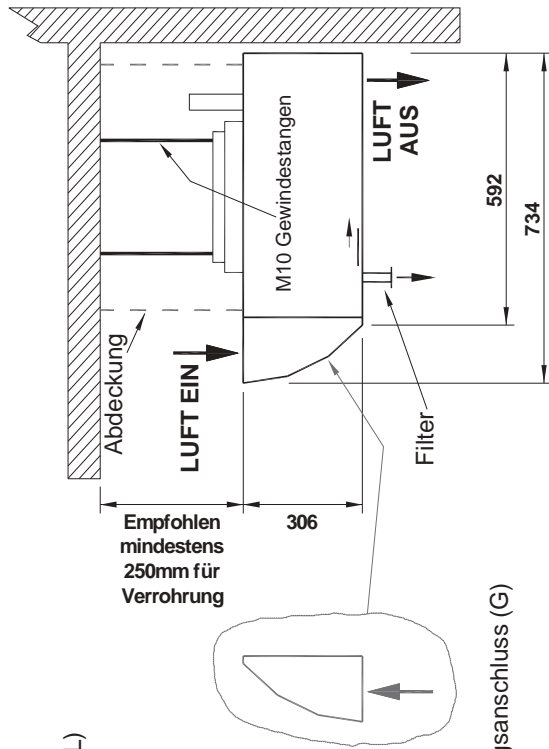 M10 Gewindestangen
LUFT
AUS
592
734
Abdeckung
LUFT EIN
Filter
Empfohlen
mindestens
250mm für
Verrohrung
306
L)
gsanschluss (G)